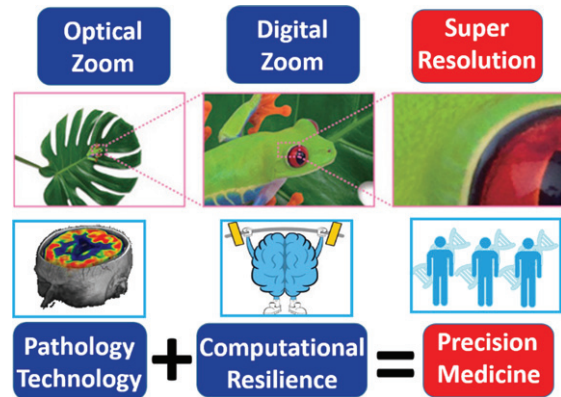 Optical
Zoom
Digital
Zoom
Super
Resolution
Pathology
Technology
+
Computational
Resilience
=
Precision
Medicine